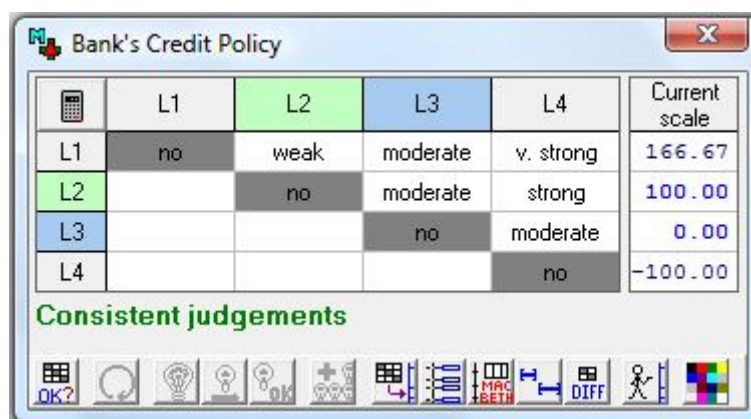 Bank's Credit Policy
L1 L2 L3 L4 Current scale
L1 no weak moderate v. strong 166.67
L2 no moderate strong 100.00
L3 no moderate 0.00
L4 no -100.00
Consistent judgements
OK? OK MAC BETH DIFF